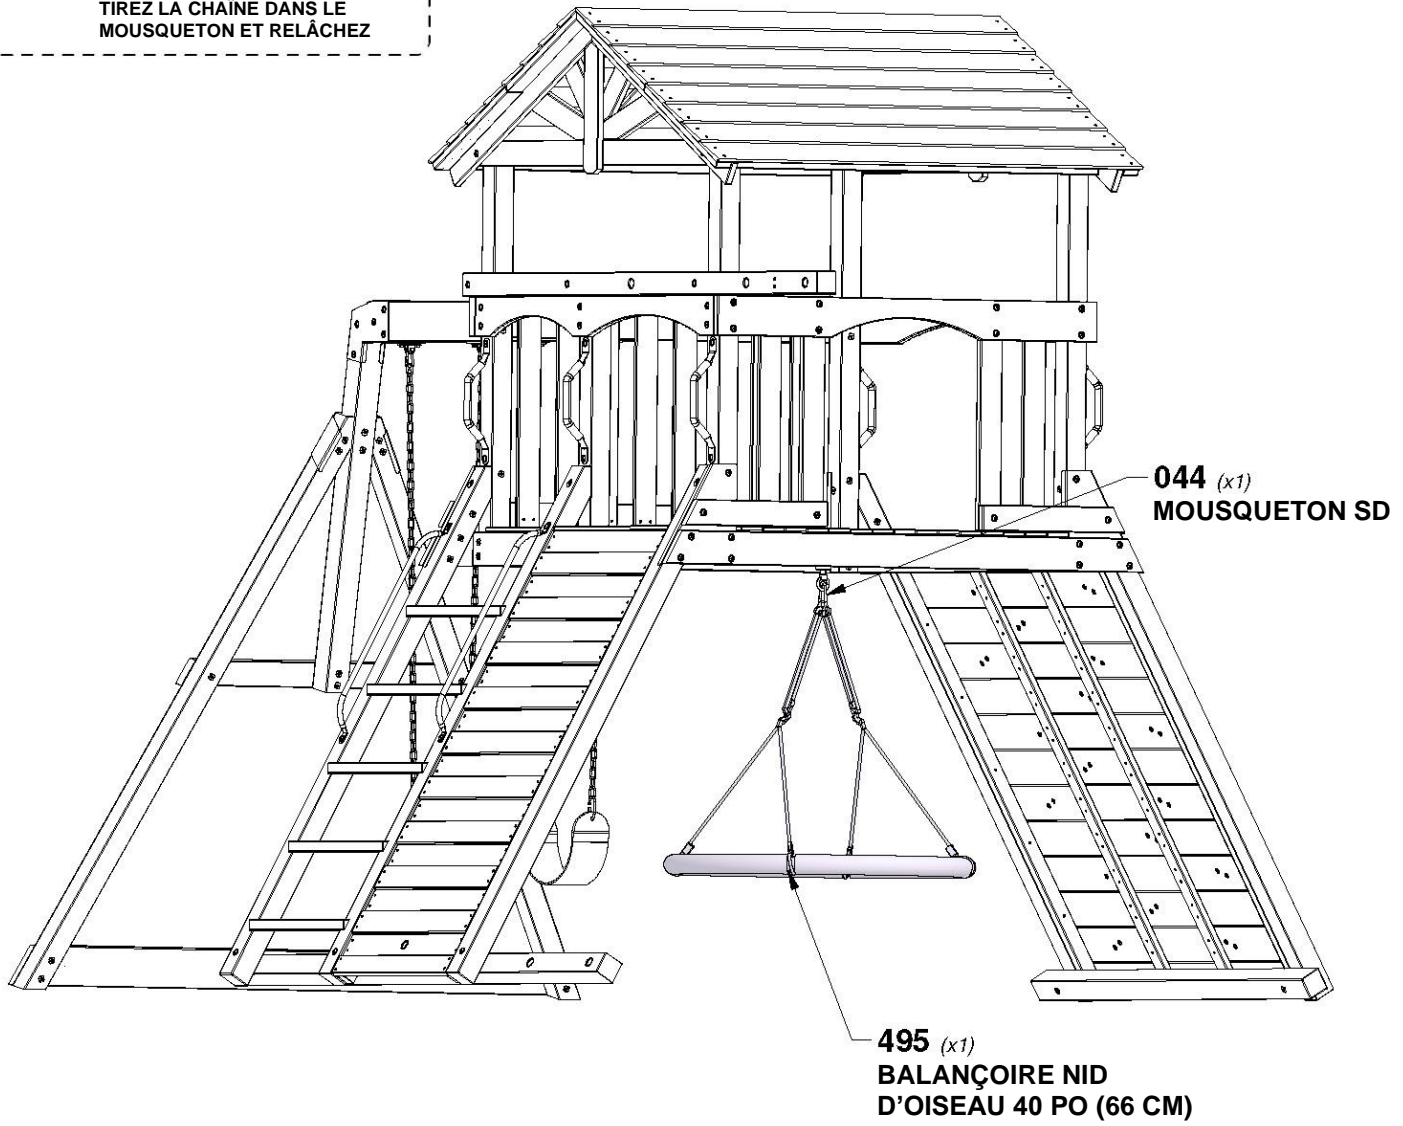 TIREZ LA CHAÎNE DANS LE
MOUSQUETON ET RELÂCHEZ
044 (x1)
MOUSQUETON SD
495 (x1)
BALANÇOIRE NID
D’OISEAU 40 PO (66 CM)